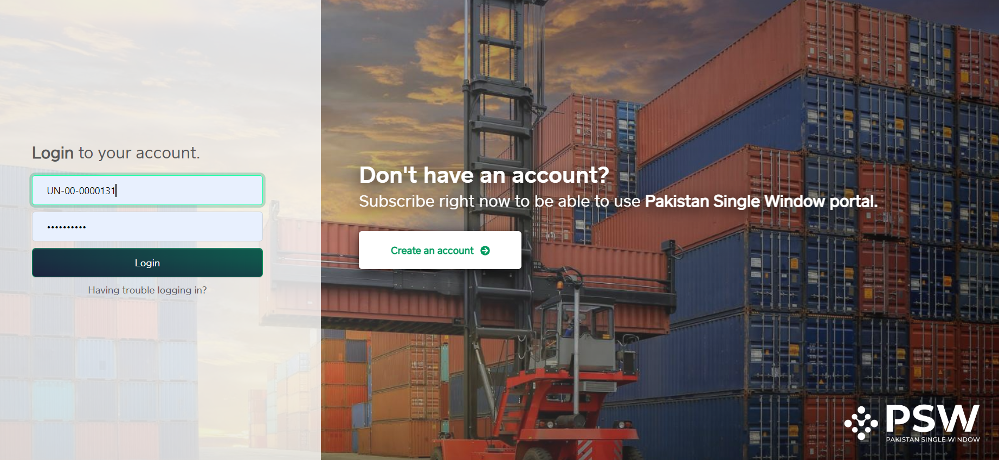 Login to your account.
UN-00-0000131
••••••••••
Login
Having trouble logging in?
Don't have an account?
Subscribe right now to be able to use Pakistan Single Window portal.
Create an account
PSW
PAKISTAN SINGLE WINDOW